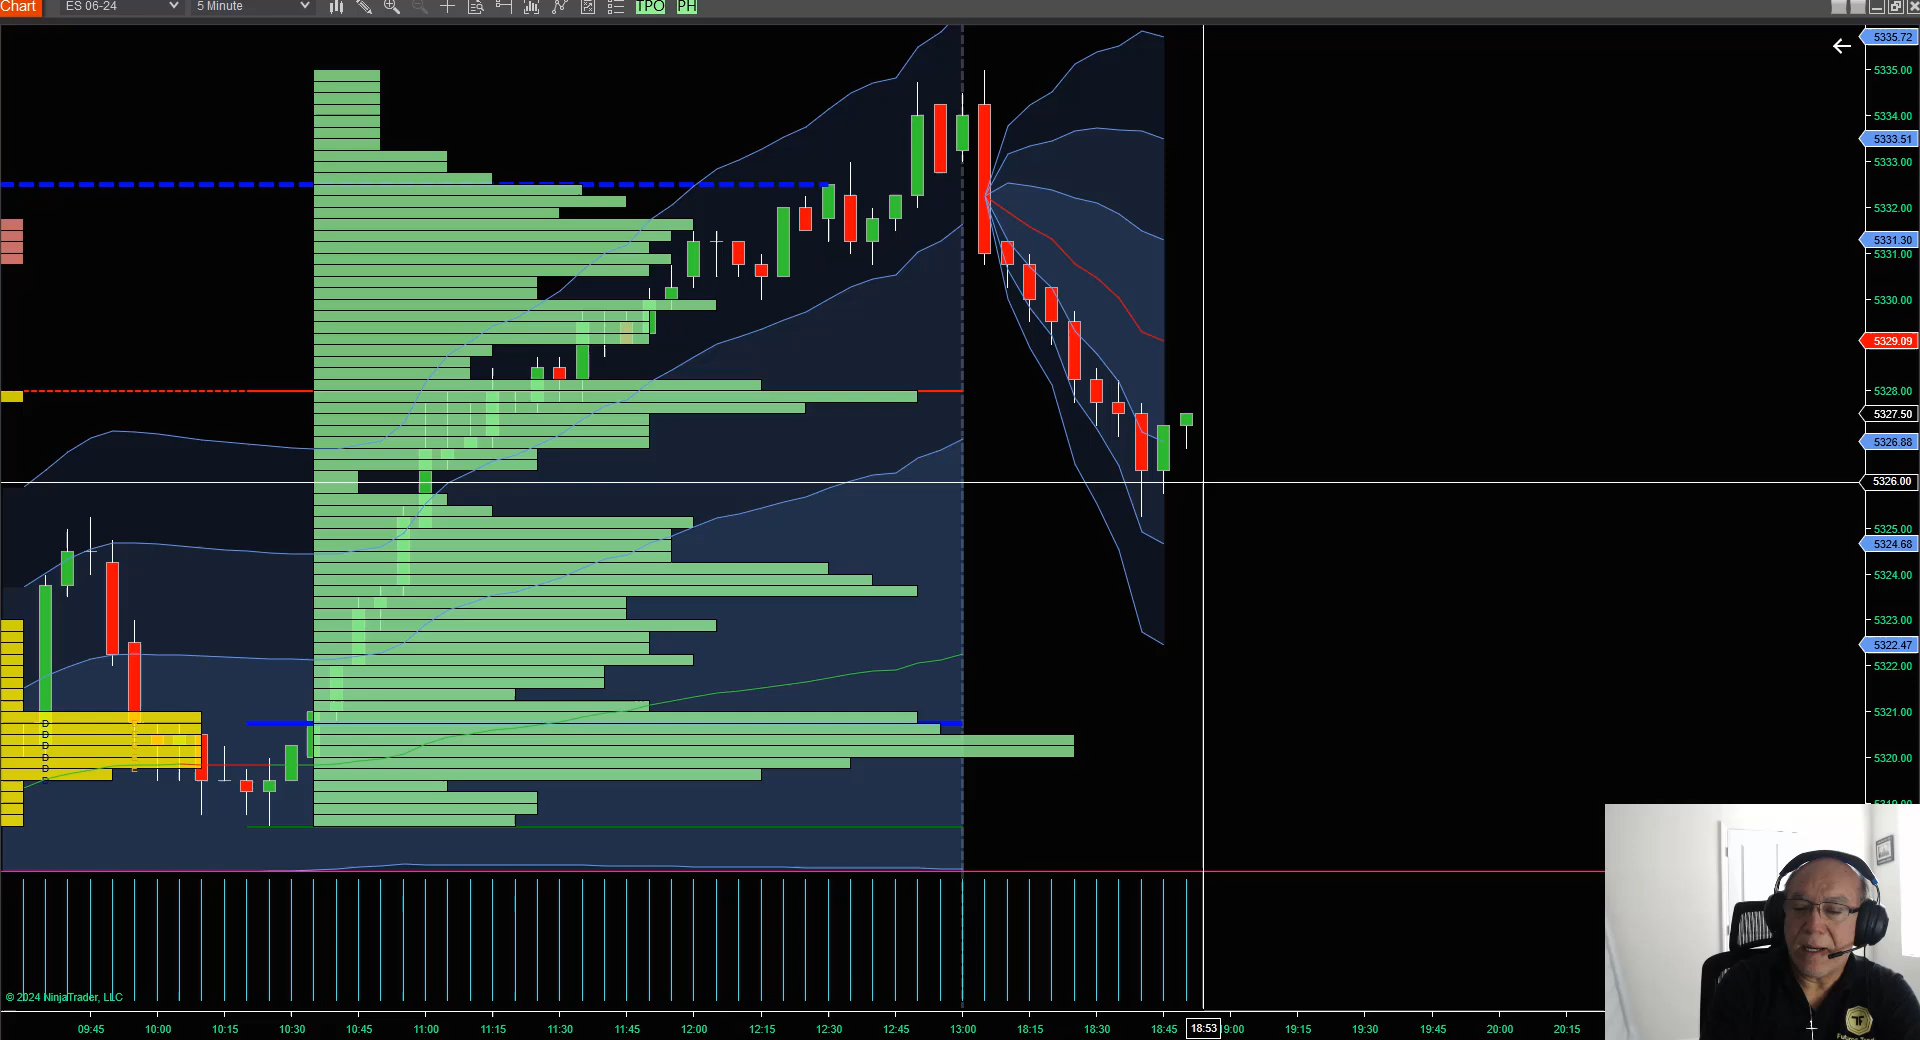 Chart ES 06-24 5 Minute TPO PH
5335.72
5335.00
5334.00
5333.51
5333.00
5332.00
5331.30
5331.00
5330.00
5329.09
5328.00
5327.50
5326.88
5326.00
5325.00
5324.68
5324.00
5323.00
5322.47
5322.00
5321.00
D
D
D
D
D
D
5320.00
© 2024 NinjaTrader, LLC
09:45 10:00 10:15 10:30 10:45 11:00 11:15 11:30 11:45 12:00 12:15 12:30 12:45 13:00 18:15 18:30 18:45 18:53 19:00 19:15 19:30 19:45 20:00 20:15